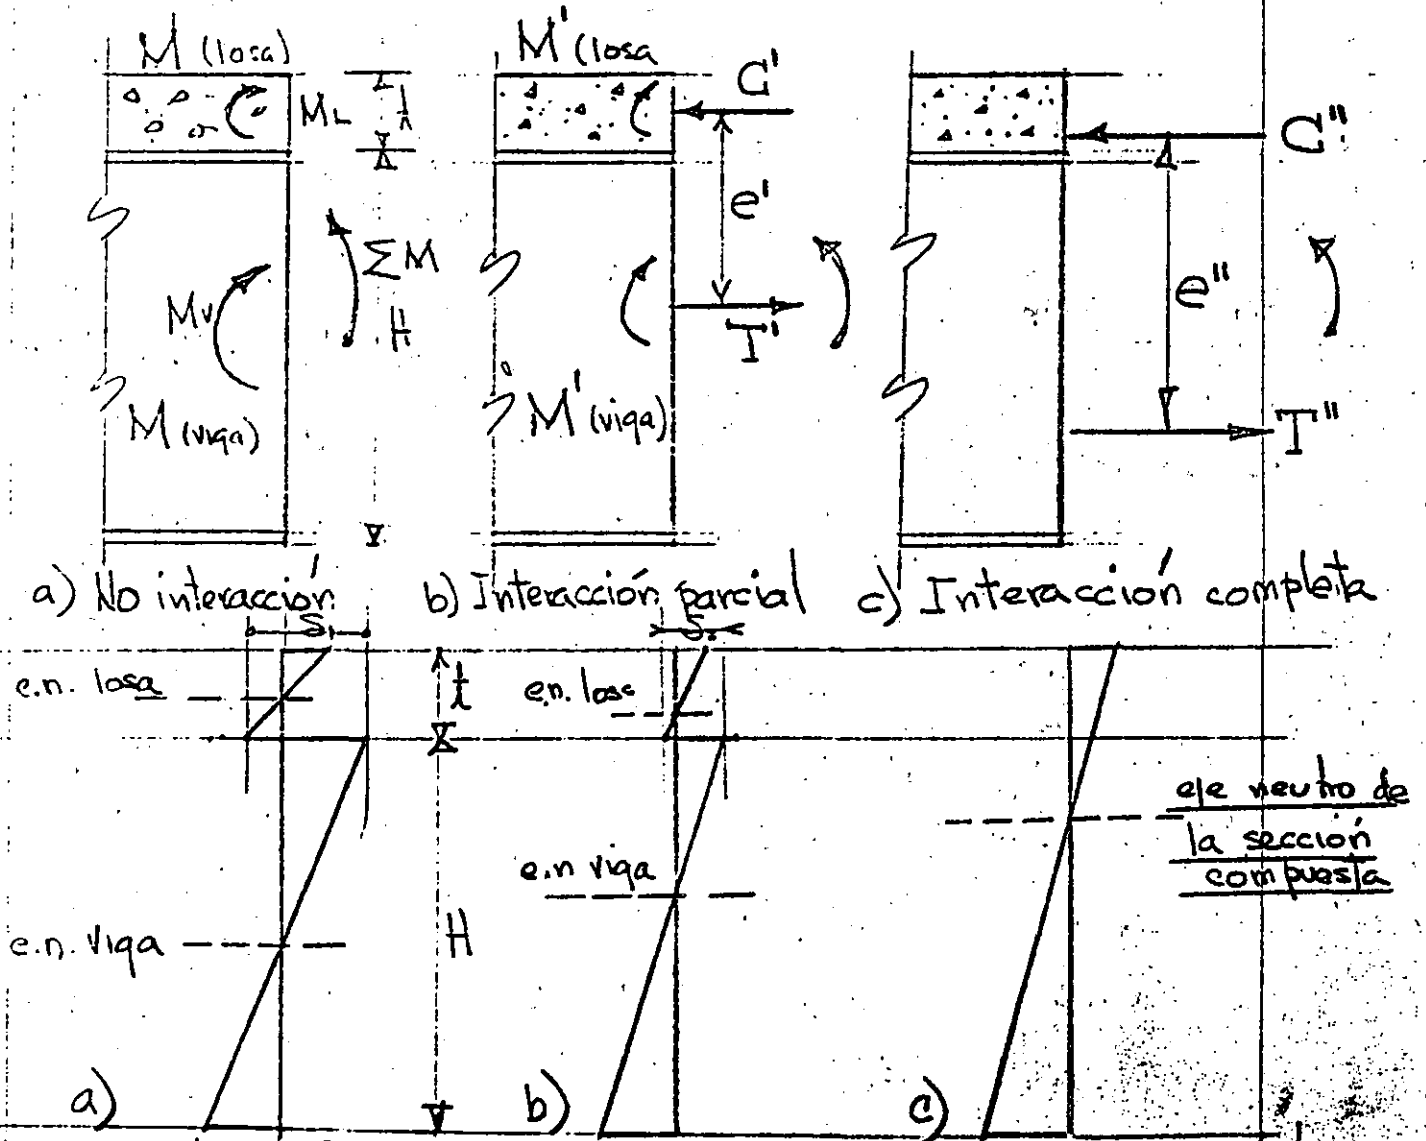 M (losa)
M'(losa
C'
ML
t
C"
e'
ΣM
e"
Mv
H
T'
M (viga)
M' (viga)
T"
a) No interacción
b) Interacción parcial
c) Interacción completa
e.n. losa
t
e.n. los
eje neutro de
la sección
compuesta
e.n viga
e.n. viga
H
a)
b)
c)